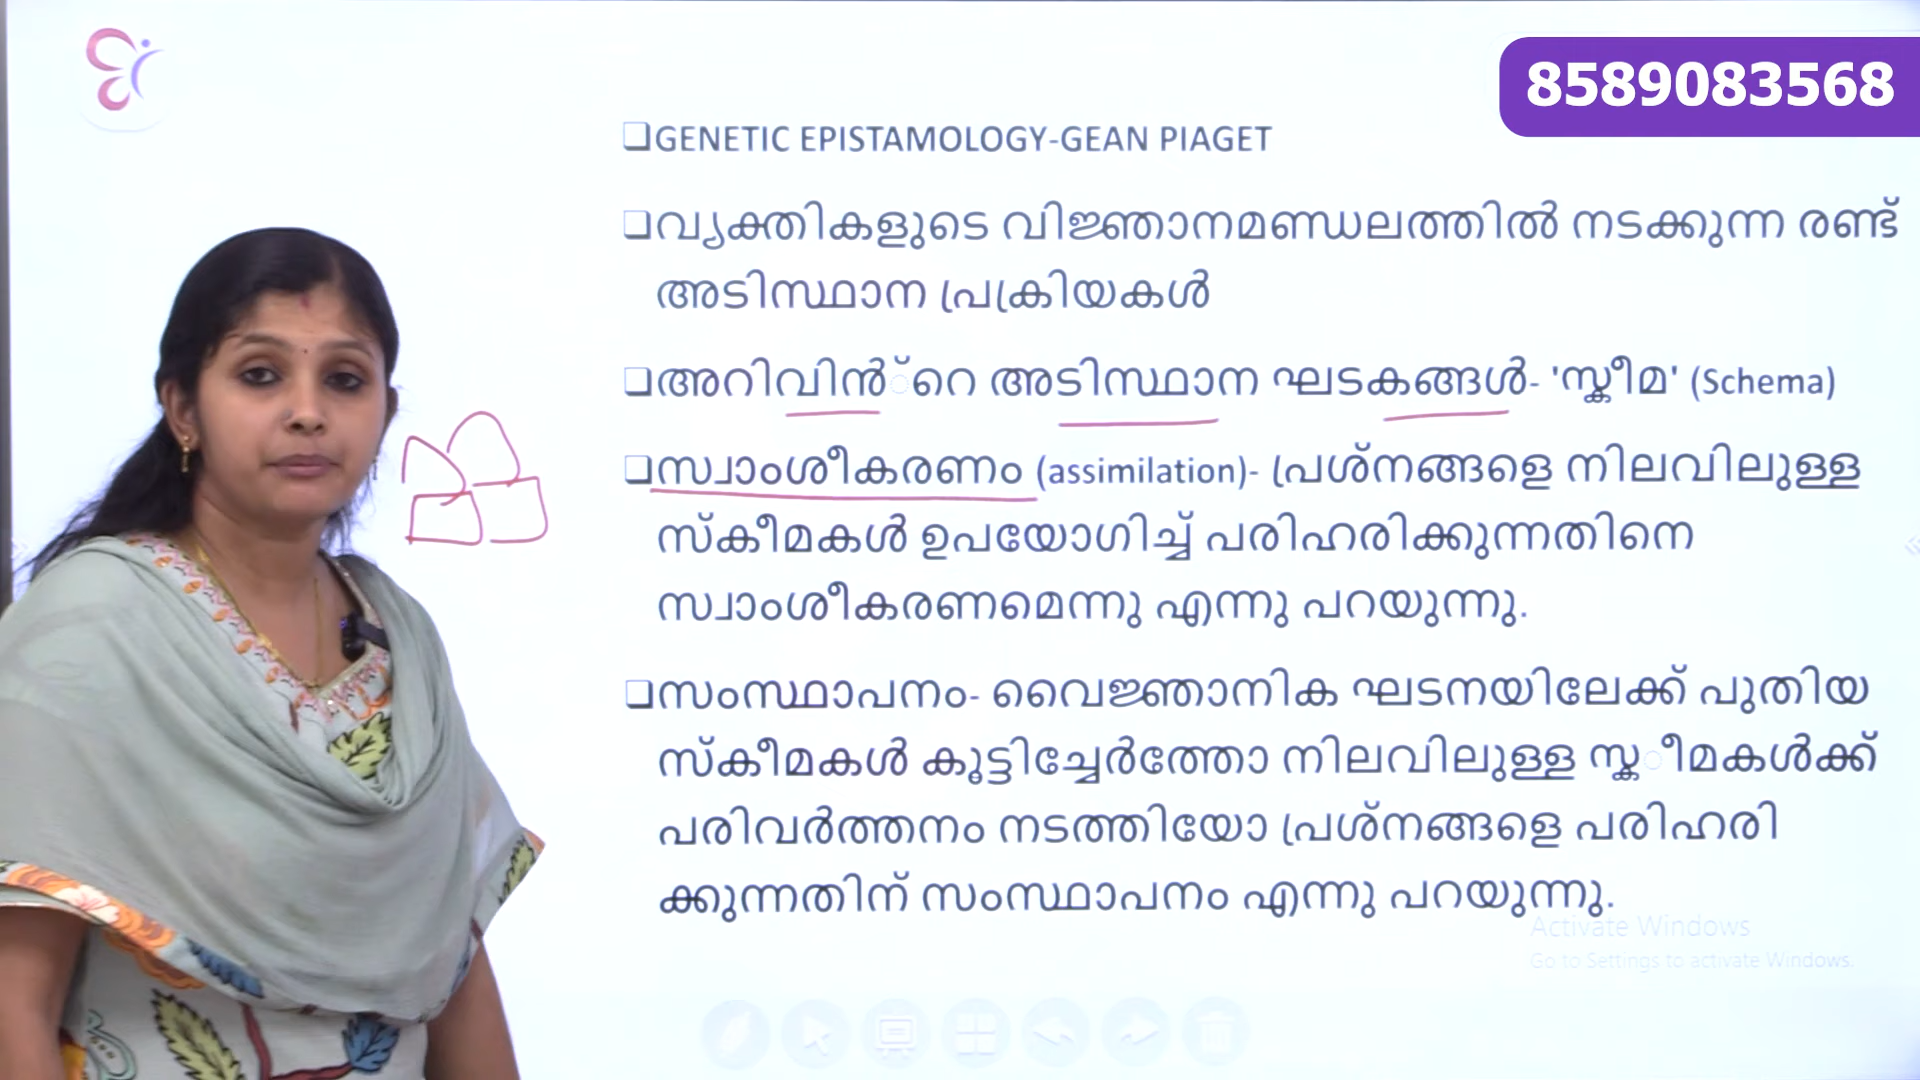 8589083568
❑GENETIC EPISTAMOLOGY-GEAN PIAGET
❑വ്യക്തികളുടെ വിജ്ഞാനമണ്ഡലത്തിൽ നടക്കുന്ന രണ്ട്
അടിസ്ഥാന പ്രക്രിയകൾ
❑അറിവിൻ്റെ അടിസ്ഥാന ഘടകങ്ങൾ- 'സ്കീമ' (Schema)
❑സ്വാംശീകരണം (assimilation)- പ്രശ്നങ്ങളെ നിലവിലുള്ള
സ്കീമകൾ ഉപയോഗിച്ച് പരിഹരിക്കുന്നതിനെ
സ്വാംശീകരണമെന്നു എന്നു പറയുന്നു.
❑സംസ്ഥാപനം- വൈജ്ഞാനിക ഘടനയിലേക്ക് പുതിയ
സ്കീമകൾ കൂട്ടിച്ചേർത്തോ നിലവിലുള്ള സ്കീമകൾക്ക്
പരിവർത്തനം നടത്തിയോ പ്രശ്നങ്ങളെ പരിഹരി
ക്കുന്നതിന് സംസ്ഥാപനം എന്നു പറയുന്നു.
Activate Windows
Go to Settings to activate Windows.